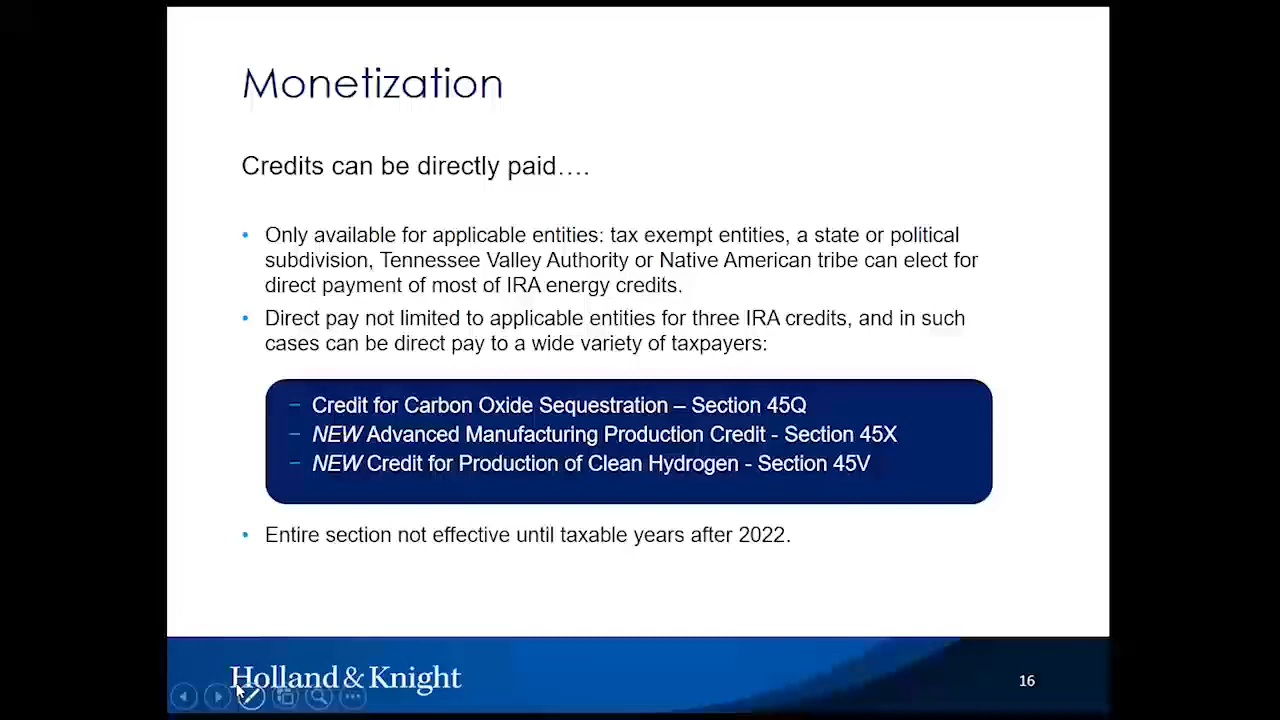 Monetization
Credits can be directly paid….
• Only available for applicable entities: tax exempt entities, a state or political
subdivision, Tennessee Valley Authority or Native American tribe can elect for
direct payment of most of IRA energy credits.
• Direct pay not limited to applicable entities for three IRA credits, and in such
cases can be direct pay to a wide variety of taxpayers:
– Credit for Carbon Oxide Sequestration – Section 45Q
– NEW Advanced Manufacturing Production Credit - Section 45X
– NEW Credit for Production of Clean Hydrogen - Section 45V
• Entire section not effective until taxable years after 2022.
Holland & Knight
16